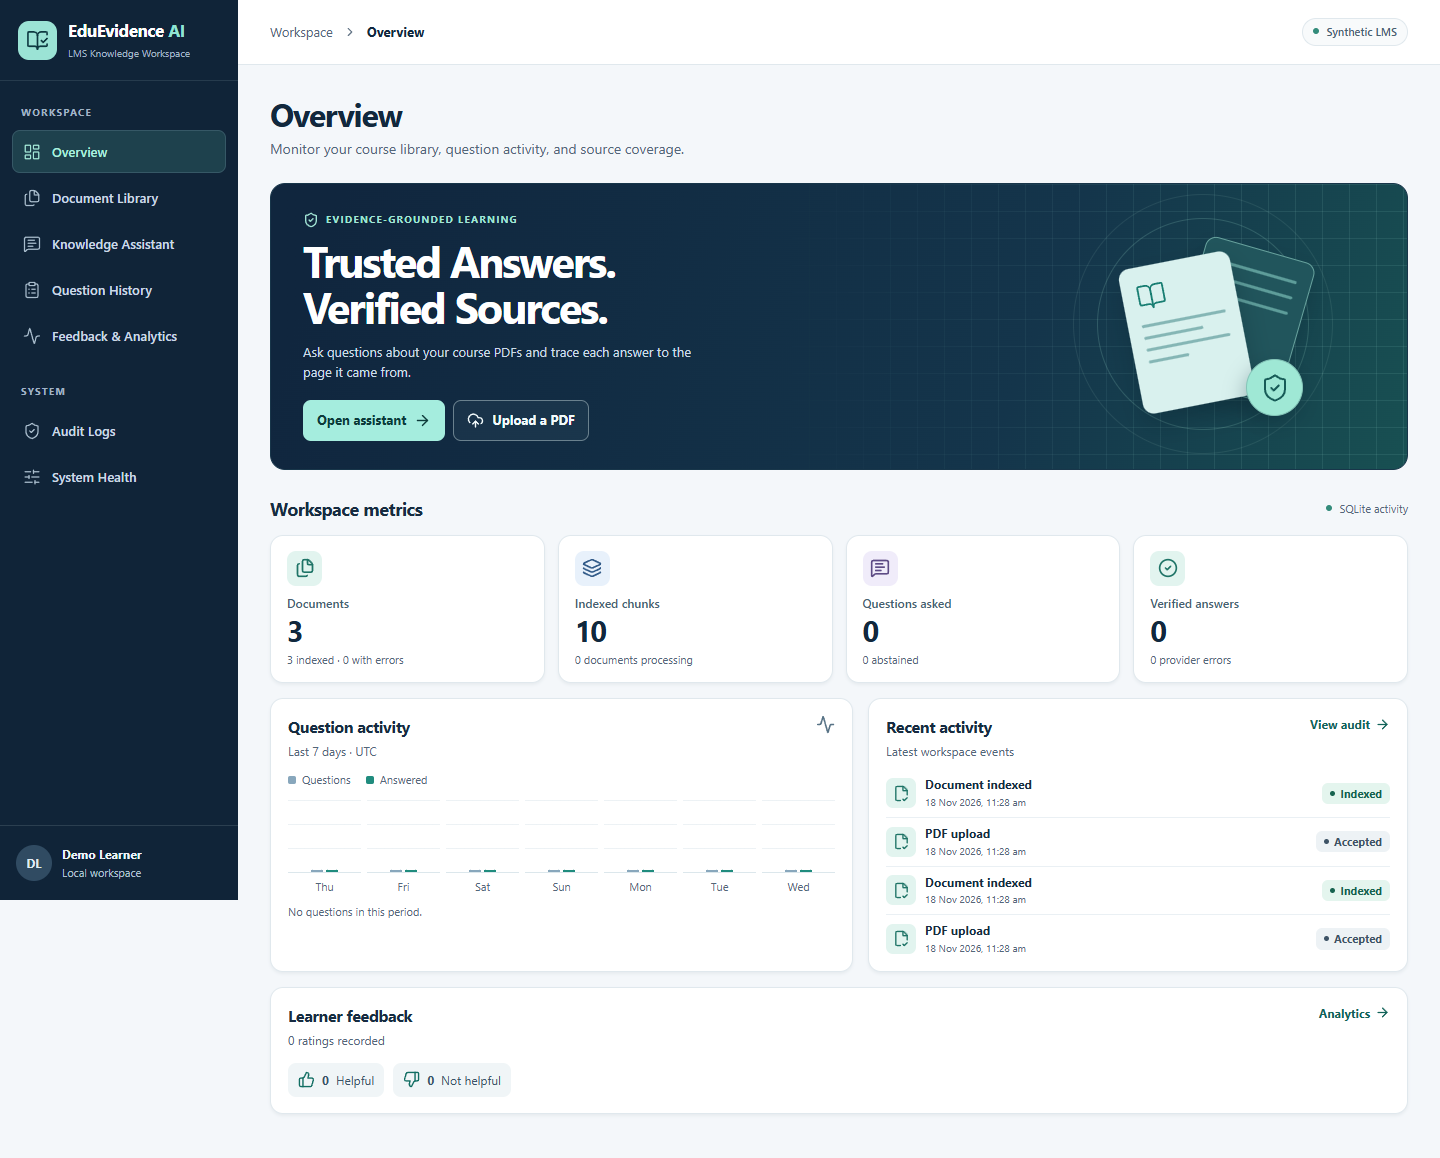 EduEvidence AI
LMS Knowledge Workspace
WORKSPACE
Overview
Document Library
Knowledge Assistant
Question History
Feedback & Analytics
SYSTEM
Audit Logs
System Health
DL
Demo Learner
Local workspace
Workspace > Overview
Synthetic LMS
Overview
Monitor your course library, question activity, and source coverage.
EVIDENCE-GROUNDED LEARNING
Trusted Answers.
Verified Sources.
Ask questions about your course PDFs and trace each answer to the
page it came from.
Open assistant
Upload a PDF
Workspace metrics
SQLite activity
Documents
3
3 indexed · 0 with errors
Indexed chunks
10
0 documents processing
Questions asked
0
0 abstained
Verified answers
0
0 provider errors
Question activity
Last 7 days · UTC
Questions
Answered
Thu Fri Sat Sun Mon Tue Wed
No questions in this period.
Recent activity
View audit
Latest workspace events
Document indexed
18 Nov 2026, 11:28 am
Indexed
PDF upload
18 Nov 2026, 11:28 am
Accepted
Document indexed
18 Nov 2026, 11:28 am
Indexed
PDF upload
18 Nov 2026, 11:28 am
Accepted
Learner feedback
Analytics
0 ratings recorded
0 Helpful
0 Not helpful